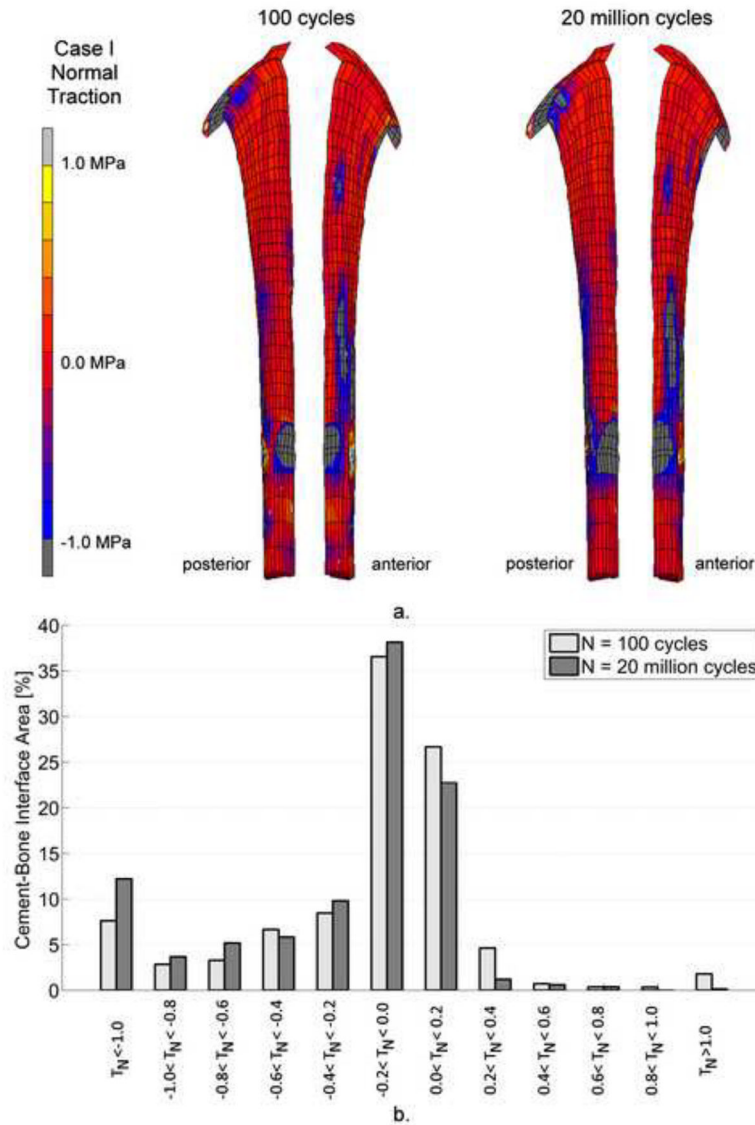 100 cycles
20 million cycles
Case I
Normal
Traction
1.0 MPa
0.0 MPa
-1.0 MPa
posterior
anterior
posterior
anterior
a.
Cement-Bone Interface Area [%]
40
35
30
25
20
15
10
5
0
N = 100 cycles
N = 20 million cycles
T_N<-1.0
-1.0< T_N < -0.8
-0.8< T_N < -0.6
-0.6< T_N < -0.4
-0.4< T_N < -0.2
-0.2< T_N < 0.0
0.0< T_N < 0.2
0.2< T_N < 0.4
0.4< T_N < 0.6
0.6< T_N < 0.8
0.8< T_N < 1.0
T_N>1.0
b.